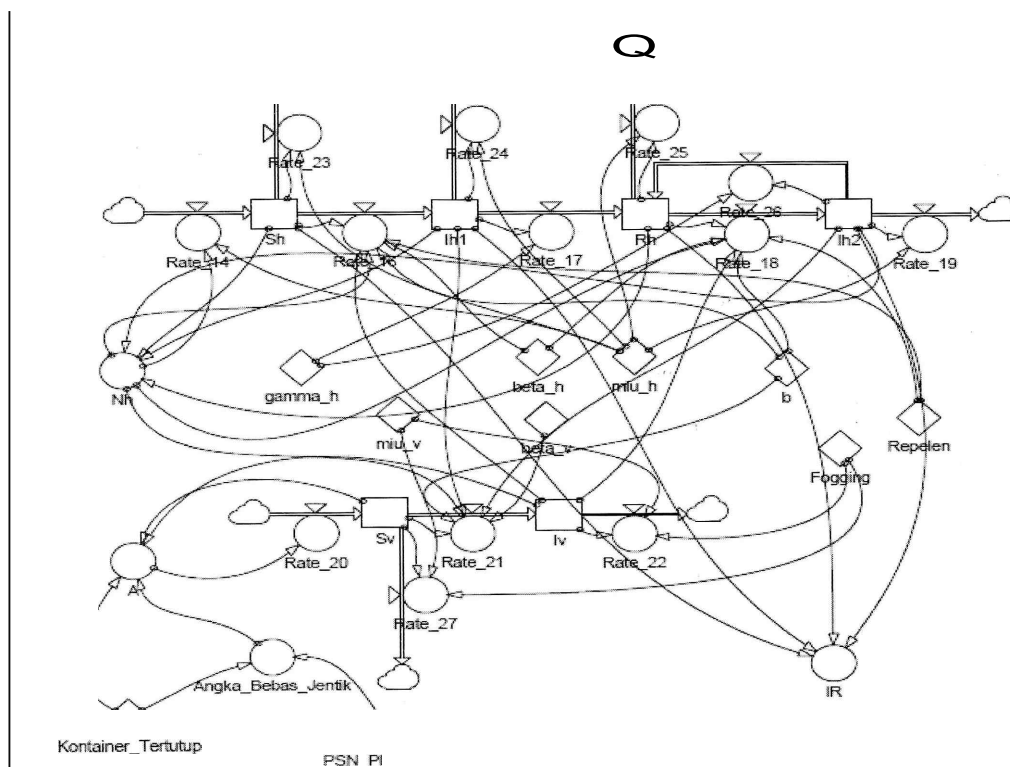 Q
Rate_23
Rate_24
Rate_25
Rate_26
Sh
Ih1
Rh
Ih2
Rate_14
Rate_17
Rate_18
Rate_19
Nh
gamma_h
beta_h
miu_h
b
Repelen
miu_v
beta_v
Fogging
Sv
Iv
Rate_20
Rate_21
Rate_22
A
Rate_27
Angka_Bebas_Jentik
IR
Kontainer_Tertutup
PSN_PI